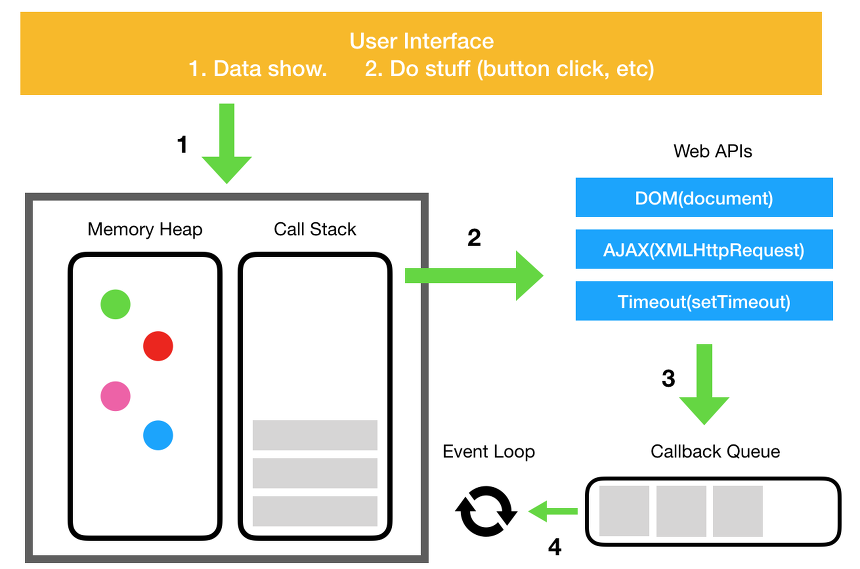 User Interface
1. Data show. 2. Do stuff (button click, etc)
1
Web APIs
DOM(document)
AJAX(XMLHttpRequest)
Timeout(setTimeout)
Memory Heap
Call Stack
2
3
Event Loop
Callback Queue
4